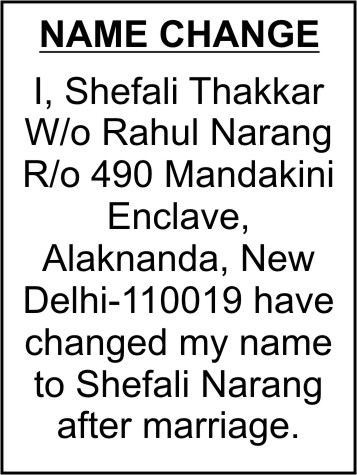 NAME CHANGE
I, Shefali Thakkar
W/o Rahul Narang
R/o 490 Mandakini
Enclave,
Alaknanda, New
Delhi-110019 have
changed my name
to Shefali Narang
after marriage.